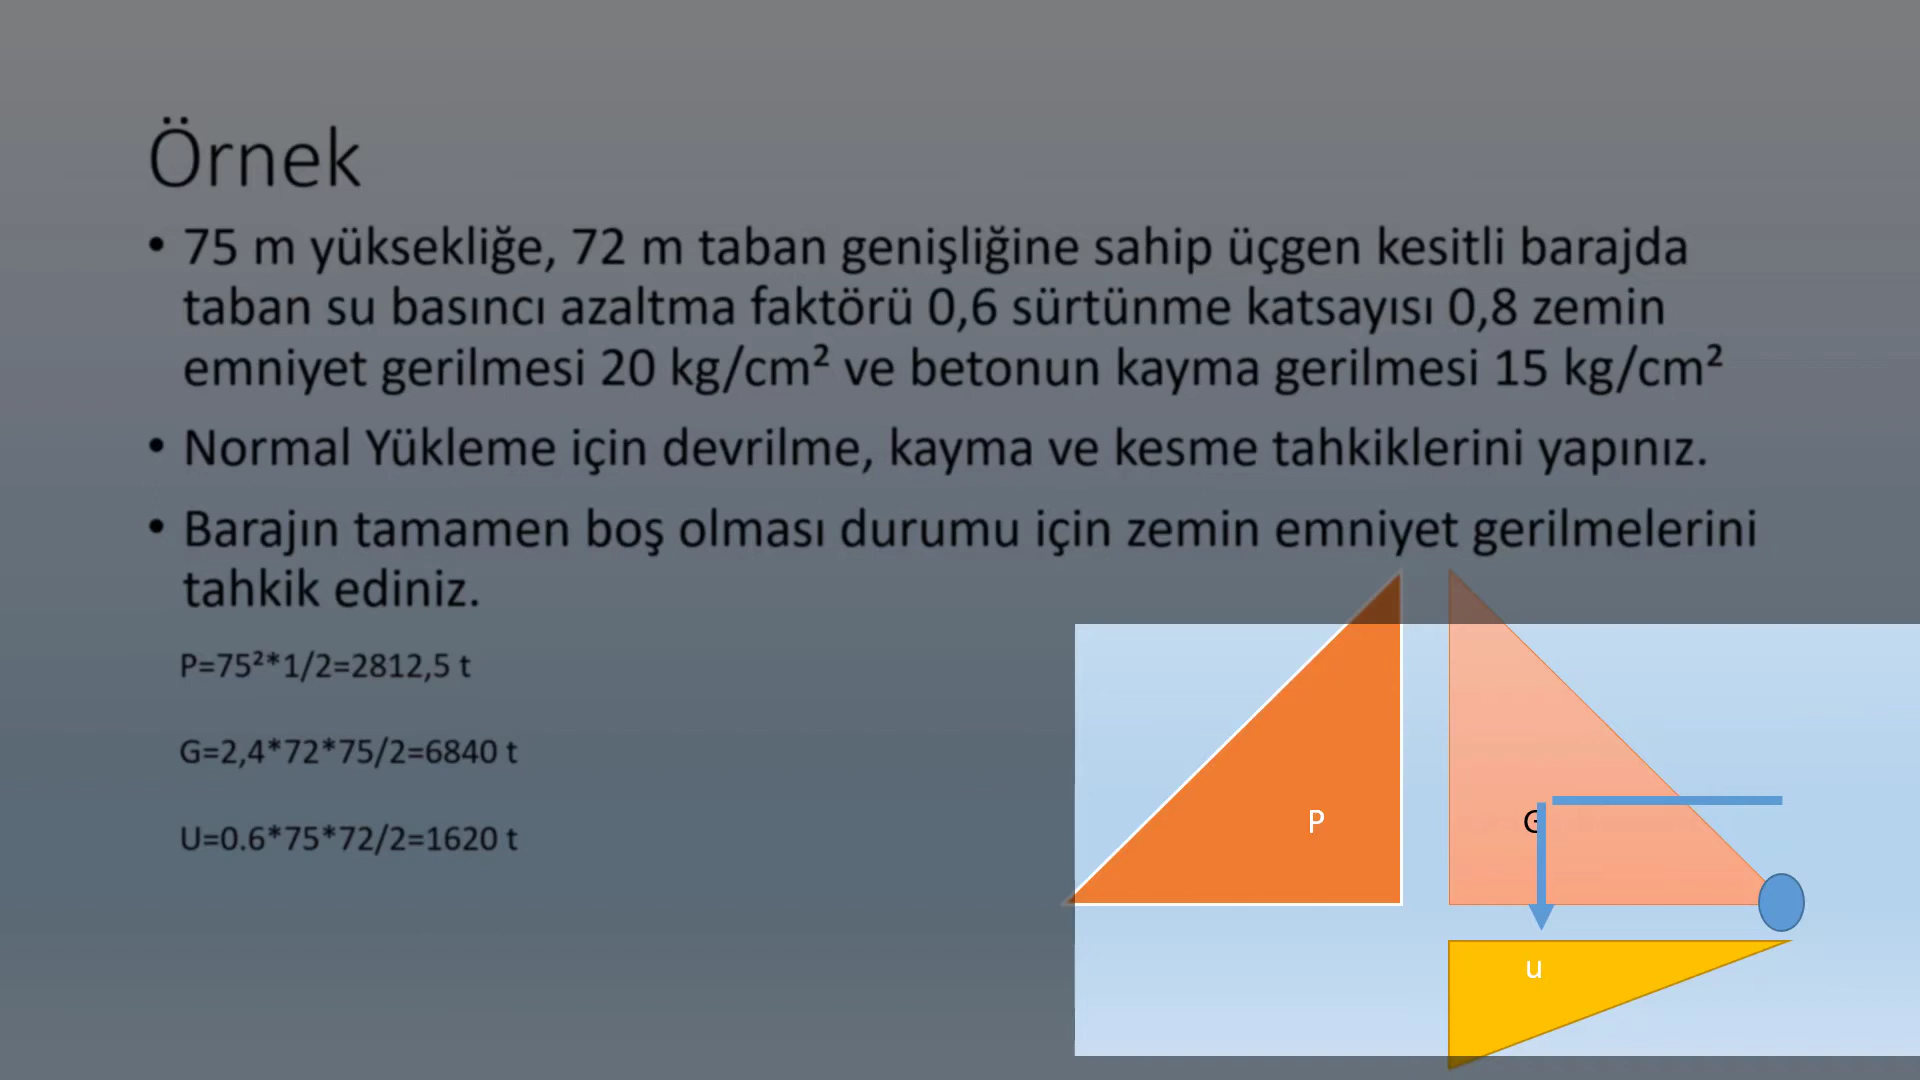 Örnek
• 75 m yüksekliğe, 72 m taban genişliğine sahip üçgen kesitli barajda
taban su basıncı azaltma faktörü 0,6 sürtünme katsayısı 0,8 zemin
emniyet gerilmesi 20 kg/cm² ve betonun kayma gerilmesi 15 kg/cm²
• Normal Yükleme için devrilme, kayma ve kesme tahkiklerini yapınız.
• Barajın tamamen boş olması durumu için zemin emniyet gerilmelerini
tahkik ediniz.
P=75²*1/2=2812,5 t
G=2,4*72*75/2=6840 t
U=0.6*75*72/2=1620 t
P
G
u